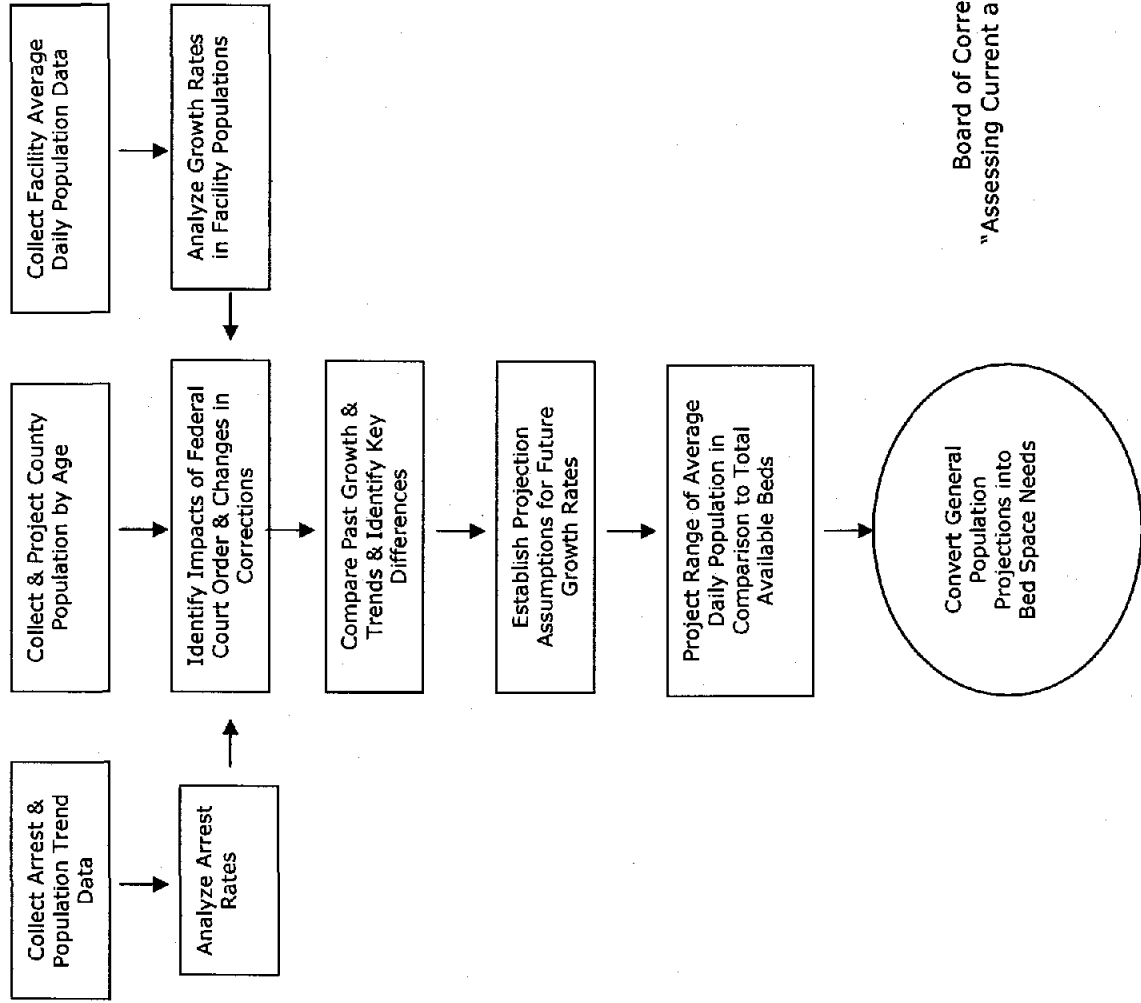 Collect Arrest &
Population Trend
Data
Collect & Project County
Population by Age
Collect Facility Average
Daily Population Data
Analyze Arrest
Rates
Identify Impacts of Federal
Court Order & Changes in
Corrections
Analyze Growth Rates
in Facility Populations
Compare Past Growth &
Trends & Identify Key
Differences
Establish Projection
Assumptions for Future
Growth Rates
Project Range of Average
Daily Population in
Comparison to Total
Available Beds
Convert General
Population
Projections into
Bed Space Needs
Board of Corre
"Assessing Current a